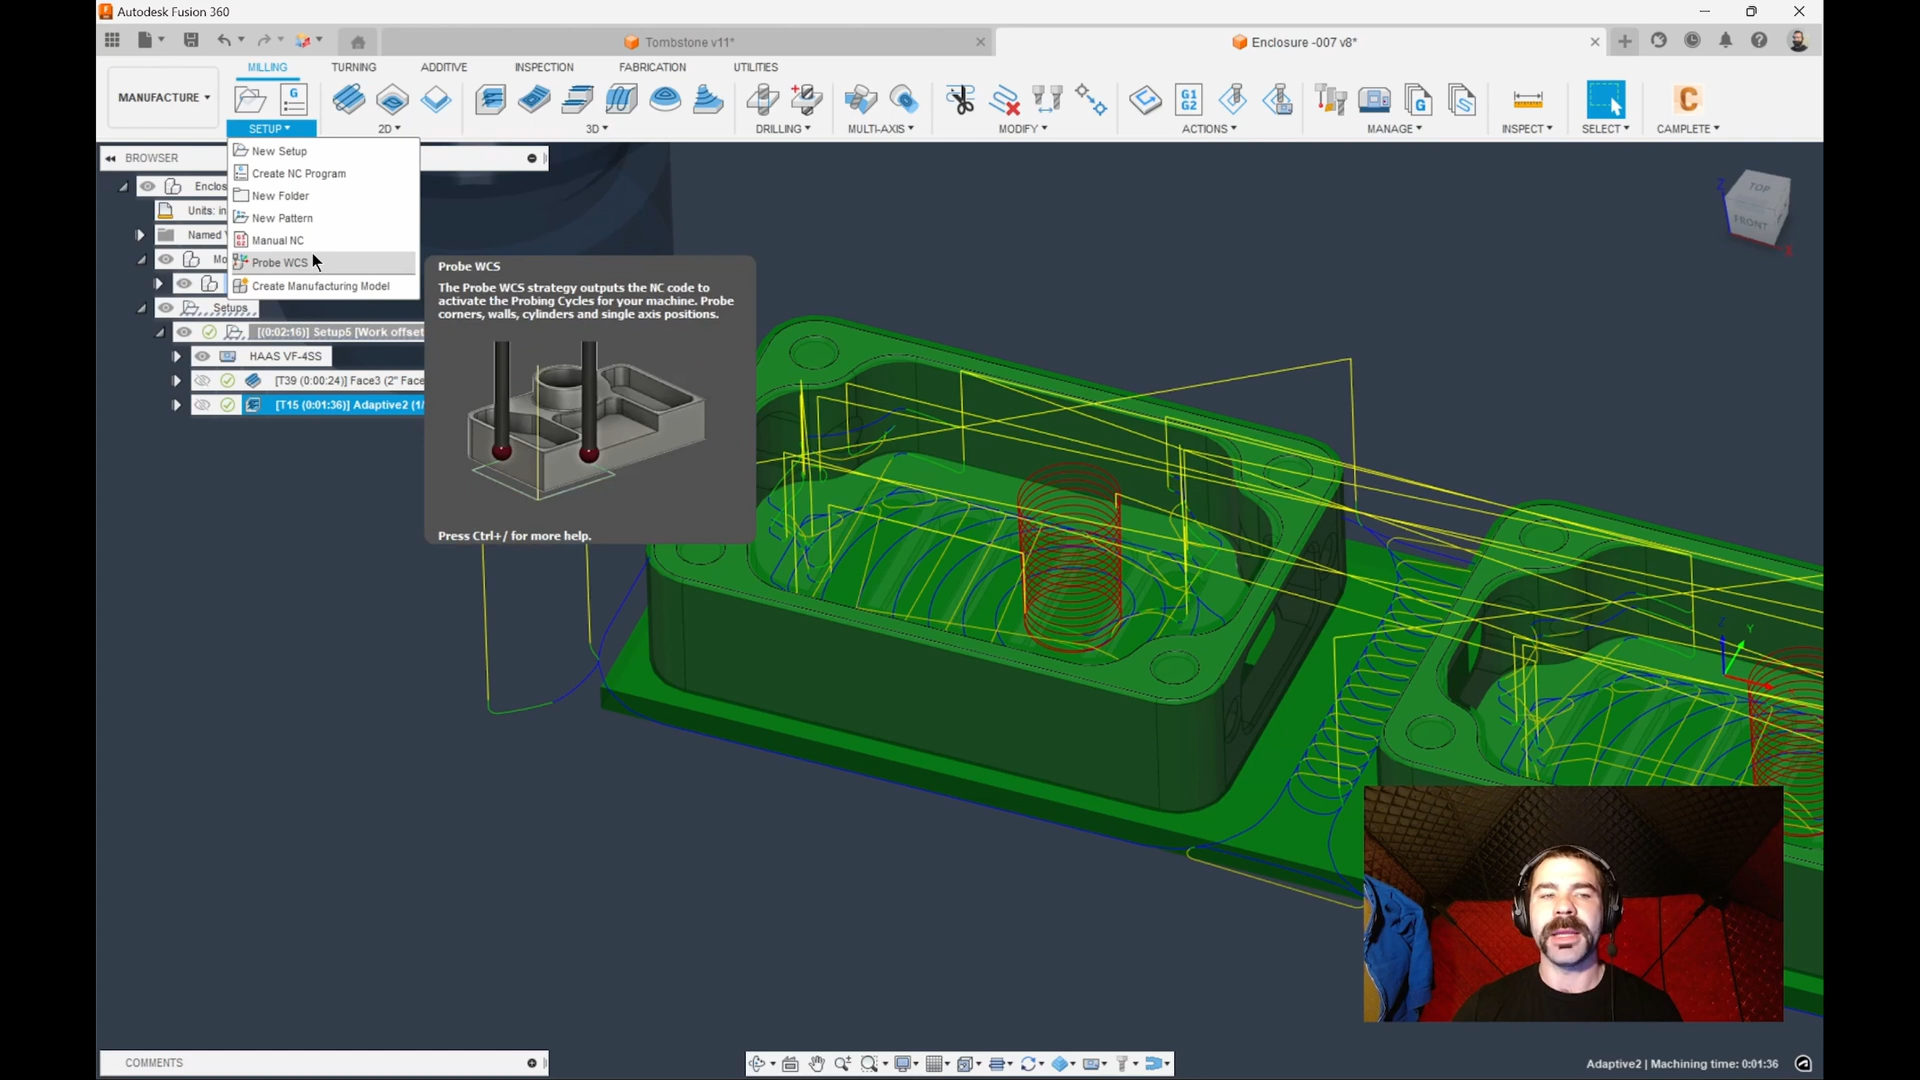 Autodesk Fusion 360
Tombstone v11*
Enclosure -007 v8*
MILLING
TURNING
ADDITIVE
INSPECTION
FABRICATION
UTILITIES
MANUFACTURE
SETUP
2D
3D
DRILLING
MULTI-AXIS
MODIFY
G1
G2
ACTIONS
MANAGE
INSPECT
SELECT
CAMPLETE
BROWSER
New Setup
Create NC Program
New Folder
New Pattern
Manual NC
Probe WCS
Create Manufacturing Model
Enclos
Units: in
Named V
Mo
Setups
[(0:02:16)] Setup5 [Work offset
HAAS VF-4SS
[T39 (0:00:24)] Face3 (2" Face
[T15 (0:01:36)] Adaptive2 (1/
Probe WCS
The Probe WCS strategy outputs the NC code to
activate the Probing Cycles for your machine. Probe
corners, walls, cylinders and single axis positions.
Press Ctrl+/ for more help.
TOP
FRONT
Z
X
Z
Y
COMMENTS
Adaptive2 | Machining time: 0:01:36